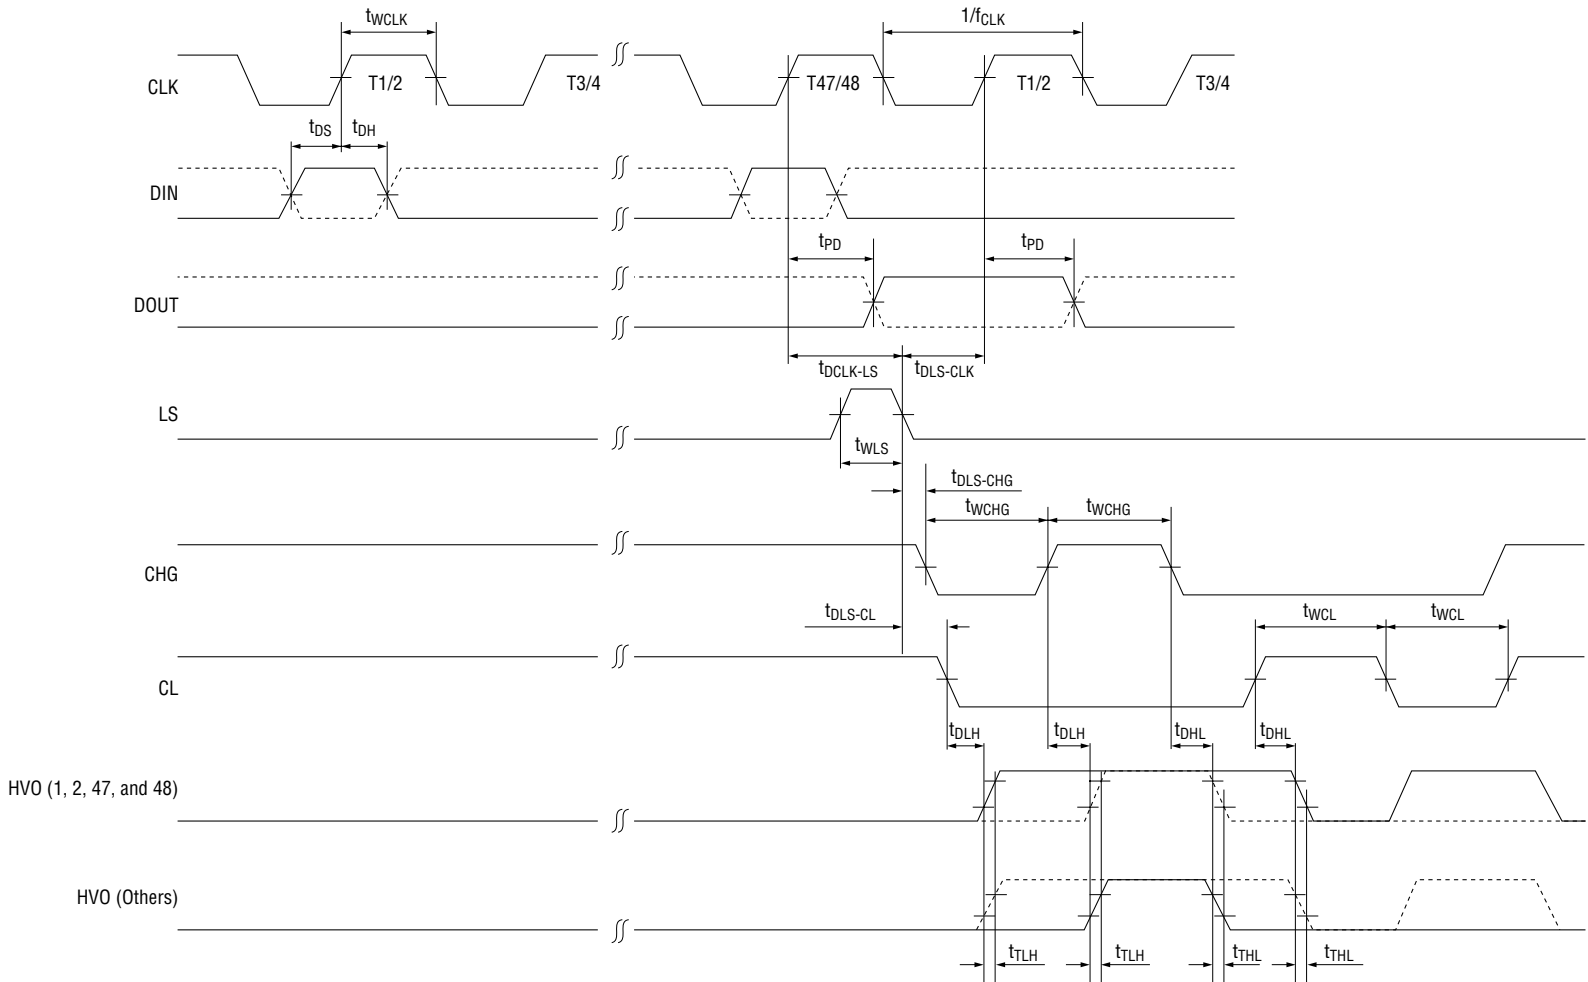 tWCLK 1/fCLK
CLK T1/2 T3/4 T47/48 T1/2 T3/4
tDS tDH
DIN
tPD tPD
DOUT
tDCLK-LS tDLS-CLK
LS
tWLS
tDLS-CHG
tWCHG tWCHG
CHG
tDLS-CL tWCL tWCL
CL
tDLH tDLH tDHL tDHL
HVO (1, 2, 47, and 48)
HVO (Others)
tTLH tTLH tTHL tTHL